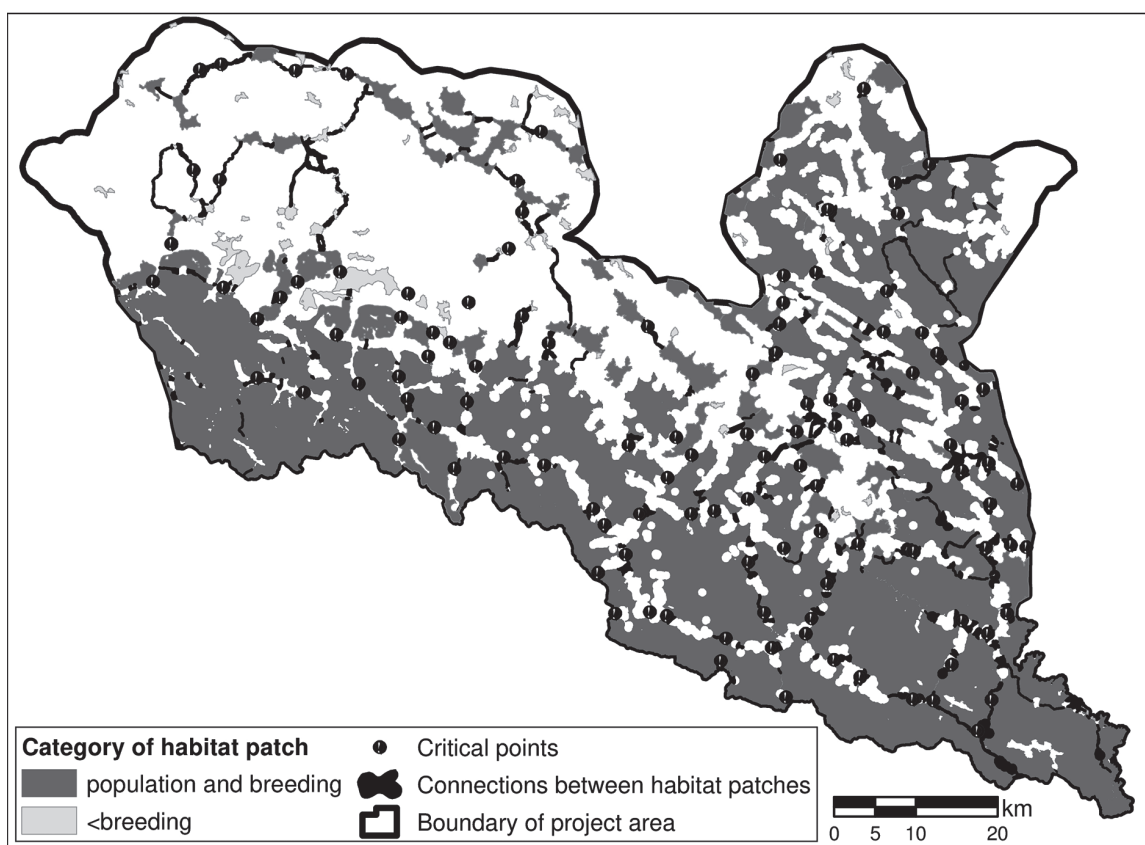 Category of habitat patch
population and breeding
<breeding
Critical points
Connections between habitat patches
Boundary of project area
km
0 5 10 20